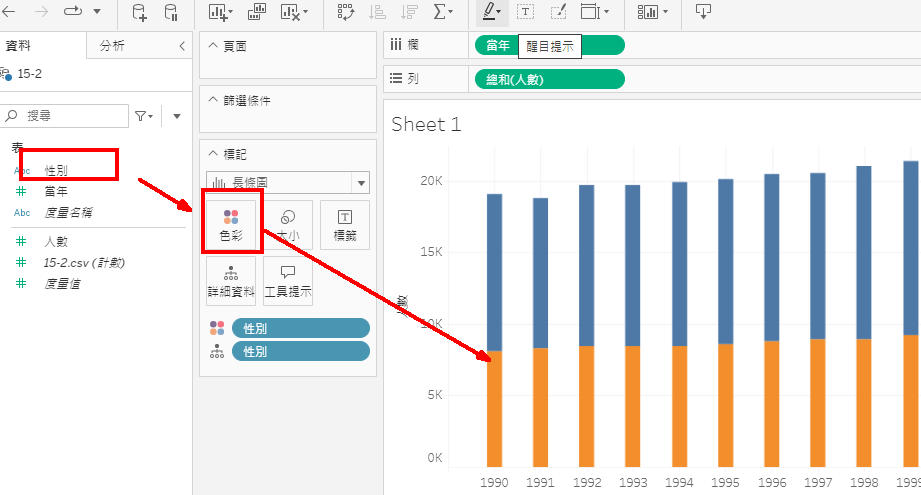 資料
分析
15-2
搜尋
表
Abc 性別
當年
Abc 度量名稱
人數
15-2.csv (計數)
度量值
頁面
篩選條件
標記
長條圖
色彩
大小
標籤
詳細資料
工具提示
性別
性別
欄
當年
醒目提示
列
總和(人數)
Sheet 1
20K
15K
10K
5K
0K
1990 1991 1992 1993 1994 1995 1996 1997 1998